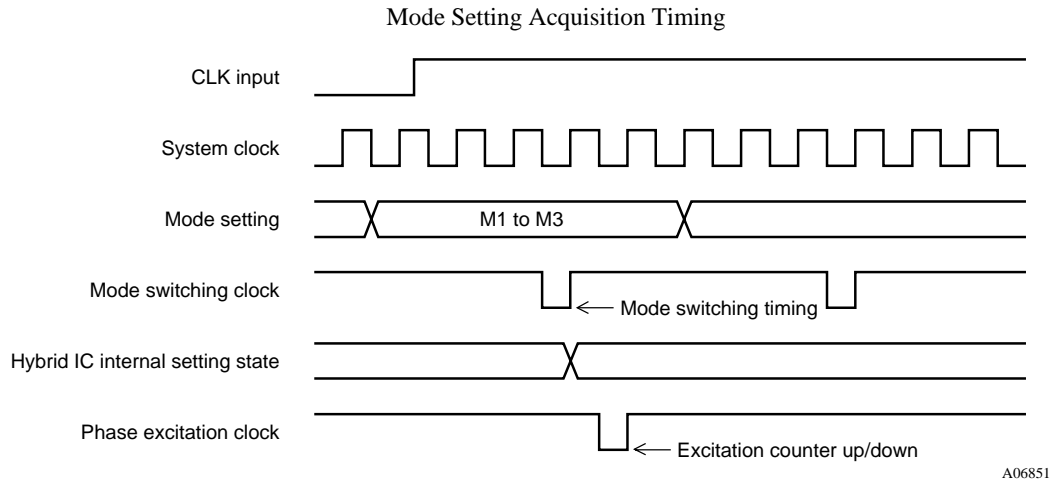 Mode Setting Acquisition Timing
CLK input
System clock
Mode setting
M1 to M3
Mode switching clock
Mode switching timing
Hybrid IC internal setting state
Phase excitation clock
Excitation counter up/down
A06851